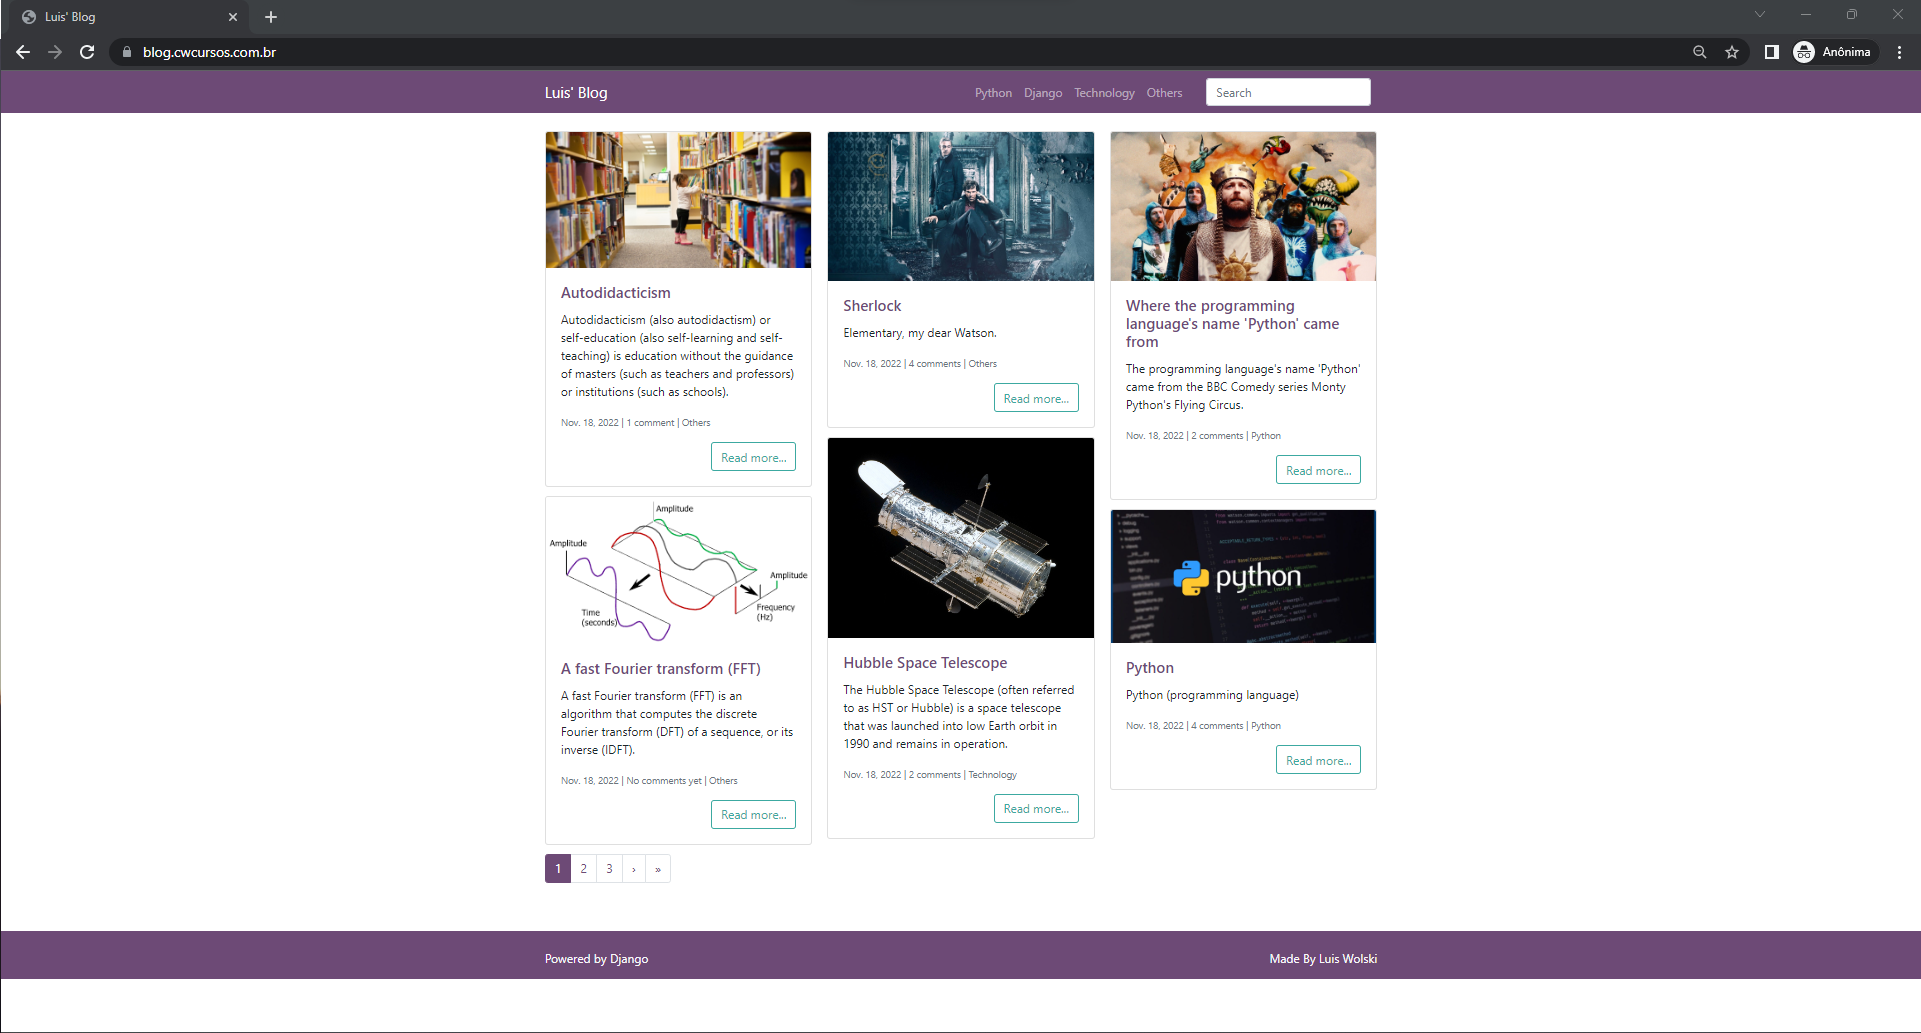 Luis' Blog
blog.cwcursos.com.br
Anônima
Luis' Blog
Python Django Technology Others
Search
Autodidacticism
Autodidacticism (also autodidactism) or
self-education (also self-learning and self-
teaching) is education without the guidance
of masters (such as teachers and professors)
or institutions (such as schools).
Nov. 18, 2022 | 1 comment | Others
Read more...
Amplitude
Amplitude
Amplitude
Time
(seconds)
Frequency
(Hz)
A fast Fourier transform (FFT)
A fast Fourier transform (FFT) is an
algorithm that computes the discrete
Fourier transform (DFT) of a sequence, or its
inverse (IDFT).
Nov. 18, 2022 | No comments yet | Others
Read more...
Sherlock
Elementary, my dear Watson.
Nov. 18, 2022 | 4 comments | Others
Read more...
Hubble Space Telescope
The Hubble Space Telescope (often referred
to as HST or Hubble) is a space telescope
that was launched into low Earth orbit in
1990 and remains in operation.
Nov. 18, 2022 | 2 comments | Technology
Read more...
Where the programming
language's name 'Python' came
from
The programming language's name 'Python'
came from the BBC Comedy series Monty
Python's Flying Circus.
Nov. 18, 2022 | 2 comments | Python
Read more...
python
Python
Python (programming language)
Nov. 18, 2022 | 4 comments | Python
Read more...
1 2 3 › »
Powered by Django
Made By Luis Wolski